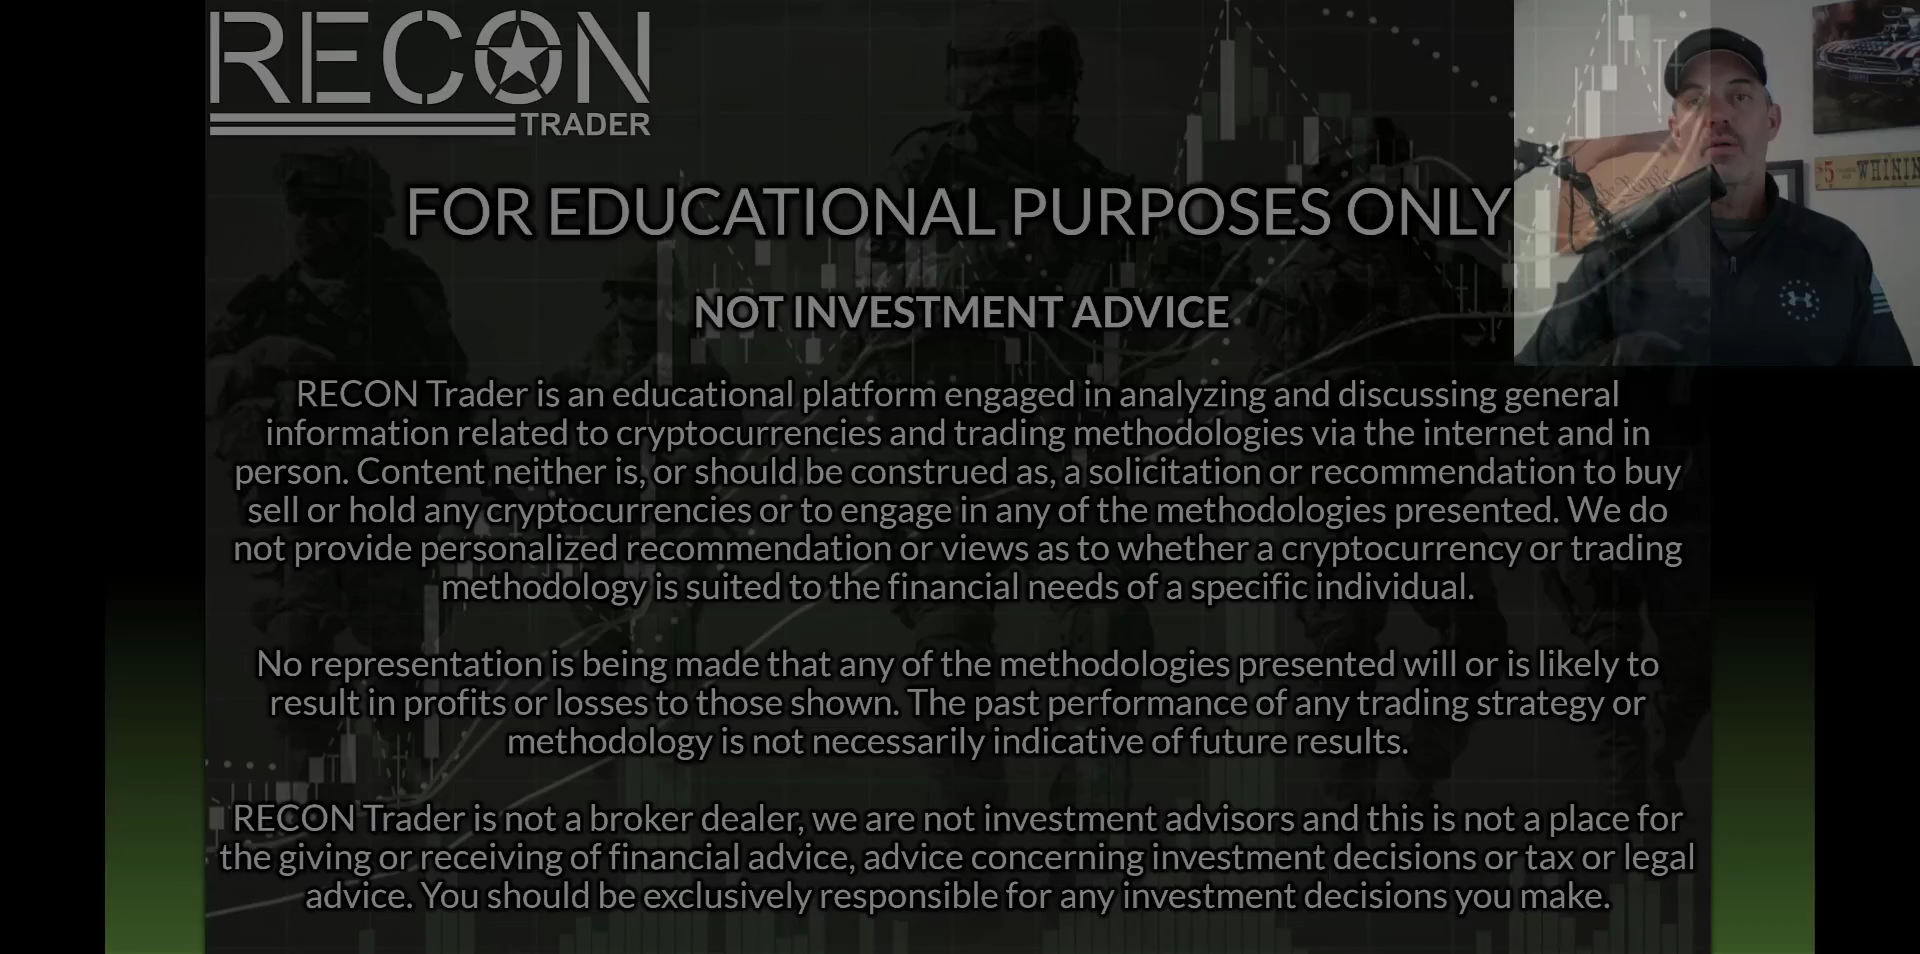 RECON
TRADER
FOR EDUCATIONAL PURPOSES ONLY
NOT INVESTMENT ADVICE
RECON Trader is an educational platform engaged in analyzing and discussing general
information related to cryptocurrencies and trading methodologies via the internet and in
person. Content neither is, or should be construed as, a solicitation or recommendation to buy
sell or hold any cryptocurrencies or to engage in any of the methodologies presented. We do
not provide personalized recommendation or views as to whether a cryptocurrency or trading
methodology is suited to the financial needs of a specific individual.
No representation is being made that any of the methodologies presented will or is likely to
result in profits or losses to those shown. The past performance of any trading strategy or
methodology is not necessarily indicative of future results.
RECON Trader is not a broker dealer, we are not investment advisors and this is not a place for
the giving or receiving of financial advice, advice concerning investment decisions or tax or legal
advice. You should be exclusively responsible for any investment decisions you make.
We People
$5
WHININ